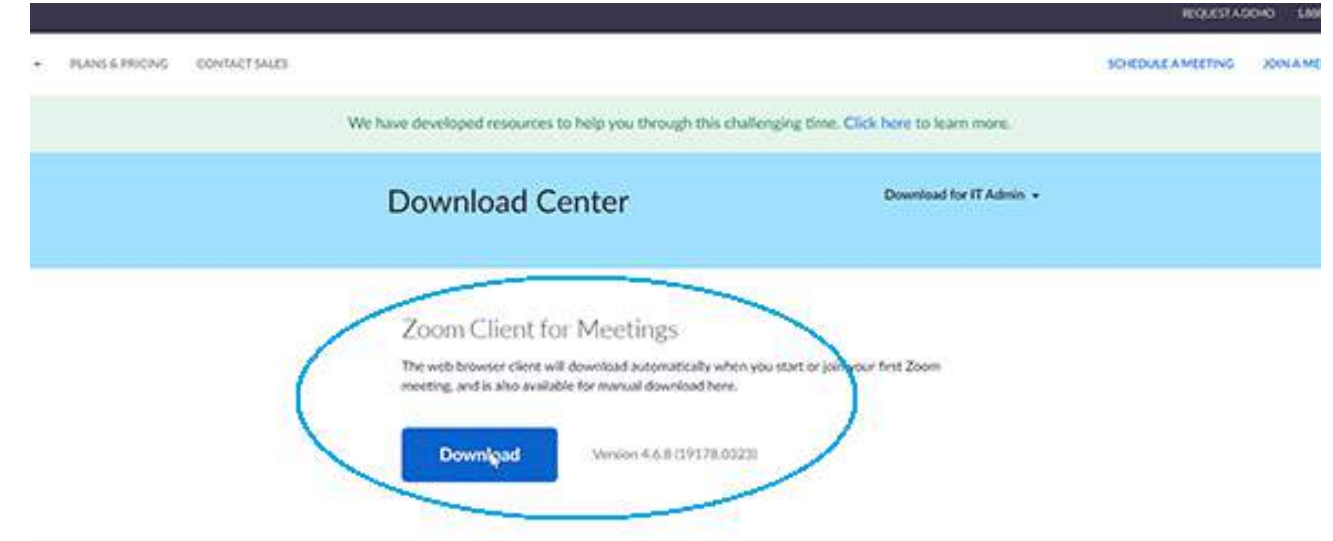 REQUEST A DEMO
PLANS & PRICING CONTACT SALES SCHEDULE A MEETING JOIN A
We have developed resources to help you through this challenging time. Click here to learn more.
Download Center Download for IT Admin
Zoom Client for Meetings
The web browser client will download automatically when you start or join your first Zoom
meeting, and is also available for manual download here.
Download Version 4.6.8 (19178.0323)